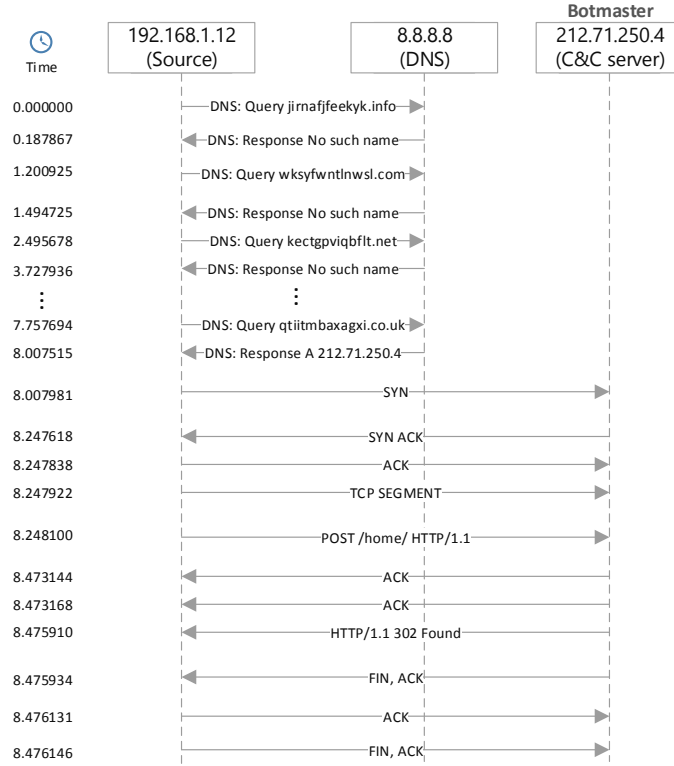 Botmaster
192.168.1.12
(Source)
8.8.8.8
(DNS)
212.71.250.4
(C&C server)
Time
0.000000 DNS: Query jirnafjfeekyk.info
0.187867 DNS: Response No such name
1.200925 DNS: Query wksyfwntlnwsl.com
1.494725 DNS: Response No such name
2.495678 DNS: Query kectgpviqbflt.net
3.727936 DNS: Response No such name
⋮ ⋮
7.757694 DNS: Query qtiitmbaxagxi.co.uk
8.007515 DNS: Response A 212.71.250.4
8.007981 SYN
8.247618 SYN ACK
8.247838 ACK
8.247922 TCP SEGMENT
8.248100 POST /home/ HTTP/1.1
8.473144 ACK
8.473168 ACK
8.475910 HTTP/1.1 302 Found
8.475934 FIN, ACK
8.476131 ACK
8.476146 FIN, ACK